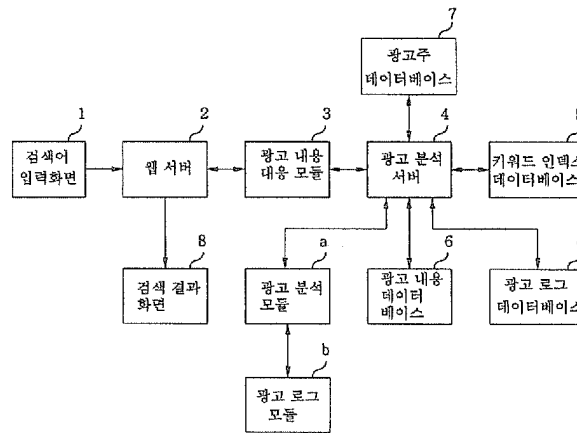 7
광고주
데이터베이스
1
2
3
4
검색어
입력화면
웹 서버
광고 내용
대응 모듈
광고 분석
서버
키워드 인덱스
데이터베이스
8
a
6
검색 결과
화면
광고 분석
모듈
광고 내용
데이터
베이스
광고 로그
데이터베이스
b
광고 로그
모듈